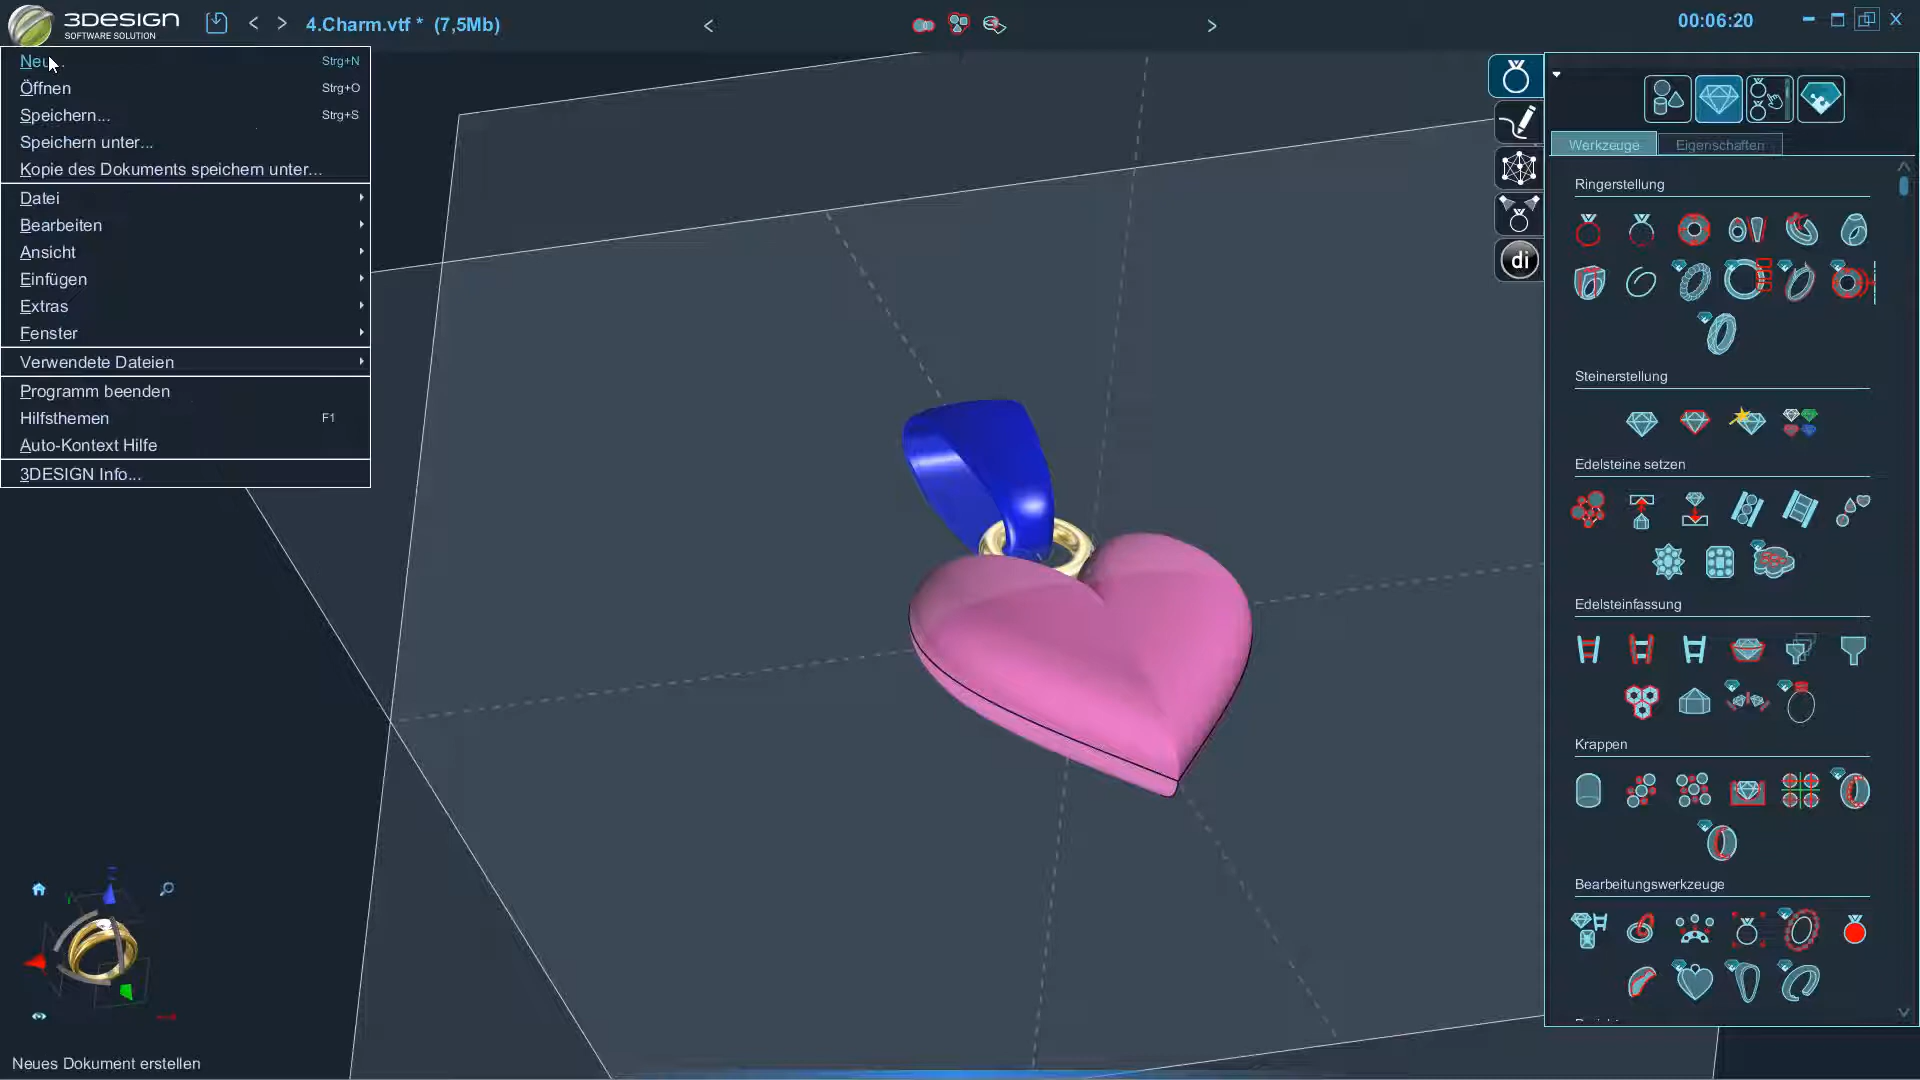 3DESIGN
SOFTWARE SOLUTION
4.Charm.vtf * (7,5Mb)
00:06:20
Neu... Strg+N
Öffnen Strg+O
Speichern... Strg+S
Speichern unter...
Kopie des Dokuments speichern unter...
Datei
Bearbeiten
Ansicht
Einfügen
Extras
Fenster
Verwendete Dateien
Programm beenden
Hilfsthemen F1
Auto-Kontext Hilfe
3DESIGN Info...
di
Werkzeuge Eigenschaften
Ringerstellung
Steinerstellung
Edelsteine setzen
Edelsteinfassung
Krappen
Bearbeitungswerkzeuge
Neues Dokument erstellen